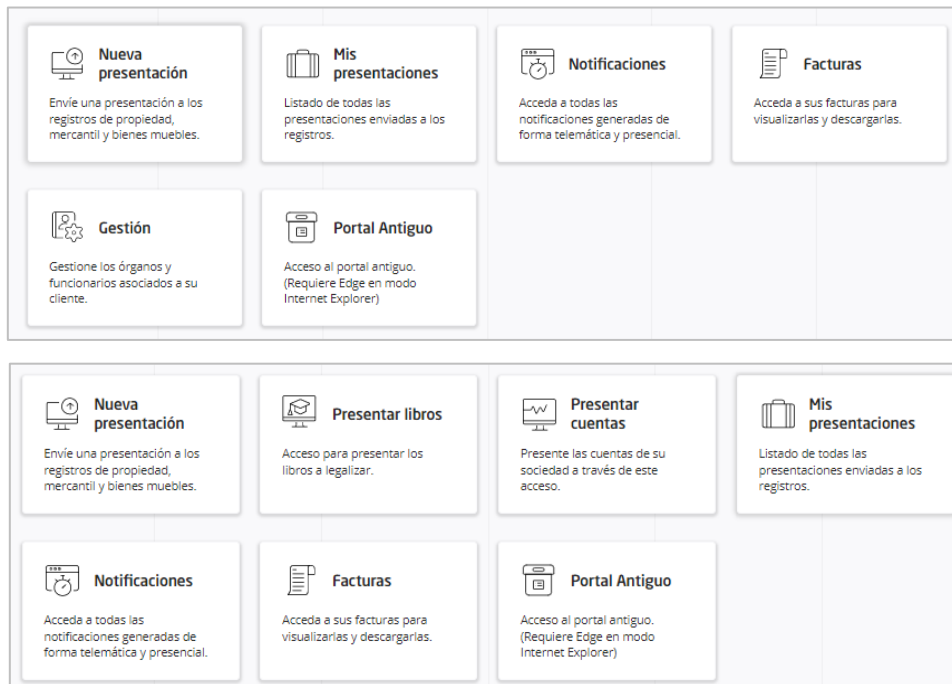 Nueva
presentación
Envíe una presentación a los
registros de propiedad,
mercantil y bienes muebles.
Mis
presentaciones
Listado de todas las
presentaciones enviadas a los
registros.
Notificaciones
Acceda a todas las
notificaciones generadas de
forma telemática y presencial.
Facturas
Acceda a sus facturas para
visualizarlas y descargarlas.
Gestión
Gestione los órganos y
funcionarios asociados a su
cliente.
Portal Antiguo
Acceso al portal antiguo.
(Requiere Edge en modo
Internet Explorer)
Nueva
presentación
Envíe una presentación a los
registros de propiedad,
mercantil y bienes muebles.
Presentar libros
Acceso para presentar los
libros a legalizar.
Presentar
cuentas
Presente las cuentas de su
sociedad a través de este
acceso.
Mis
presentaciones
Listado de todas las
presentaciones enviadas a los
registros.
Notificaciones
Acceda a todas las
notificaciones generadas de
forma telemática y presencial.
Facturas
Acceda a sus facturas para
visualizarlas y descargarlas.
Portal Antiguo
Acceso al portal antiguo.
(Requiere Edge en modo
Internet Explorer)